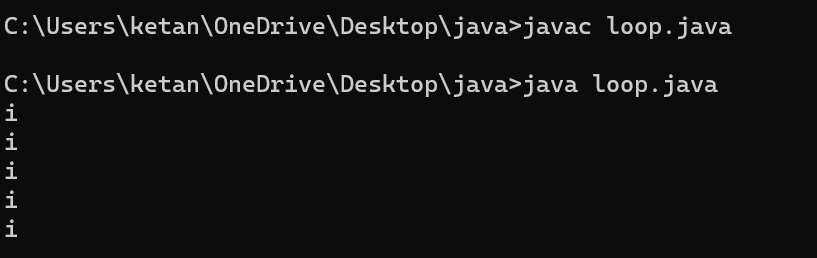 C:\Users\ketan\OneDrive\Desktop\java>javac loop.java
C:\Users\ketan\OneDrive\Desktop\java>java loop.java
i
i
i
i
i